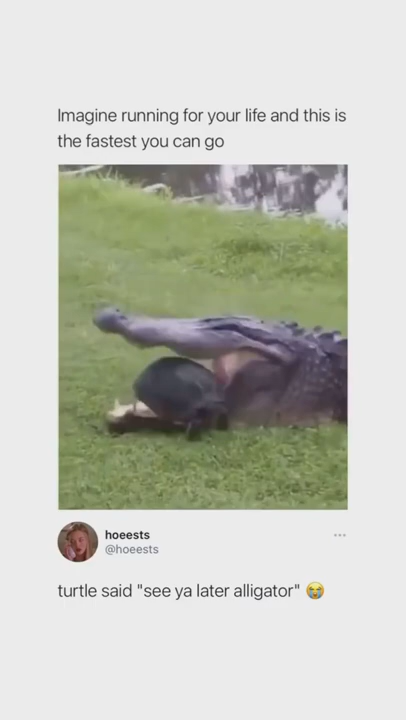 Imagine running for your life and this is
the fastest you can go
hoeests
@hoeests
turtle said "see ya later alligator" 😭